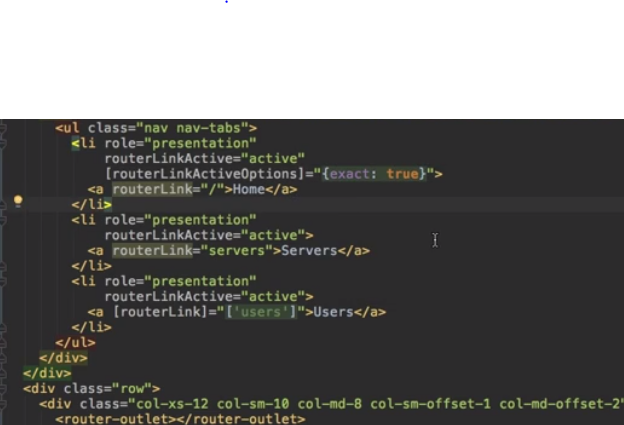 <ul class="nav nav-tabs">
<li role="presentation"
routerLinkActive="active"
[routerLinkActiveOptions]="{exact: true}">
<a routerLink="/">Home</a>
</li>
<li role="presentation"
routerLinkActive="active">
<a routerLink="servers">Servers</a>
</li>
<li role="presentation"
routerLinkActive="active">
<a [routerLink]="['users']">Users</a>
</li>
</ul>
</div>
</div>
<div class="row">
<div class="col-xs-12 col-sm-10 col-md-8 col-sm-offset-1 col-md-offset-2"
<router-outlet></router-outlet>